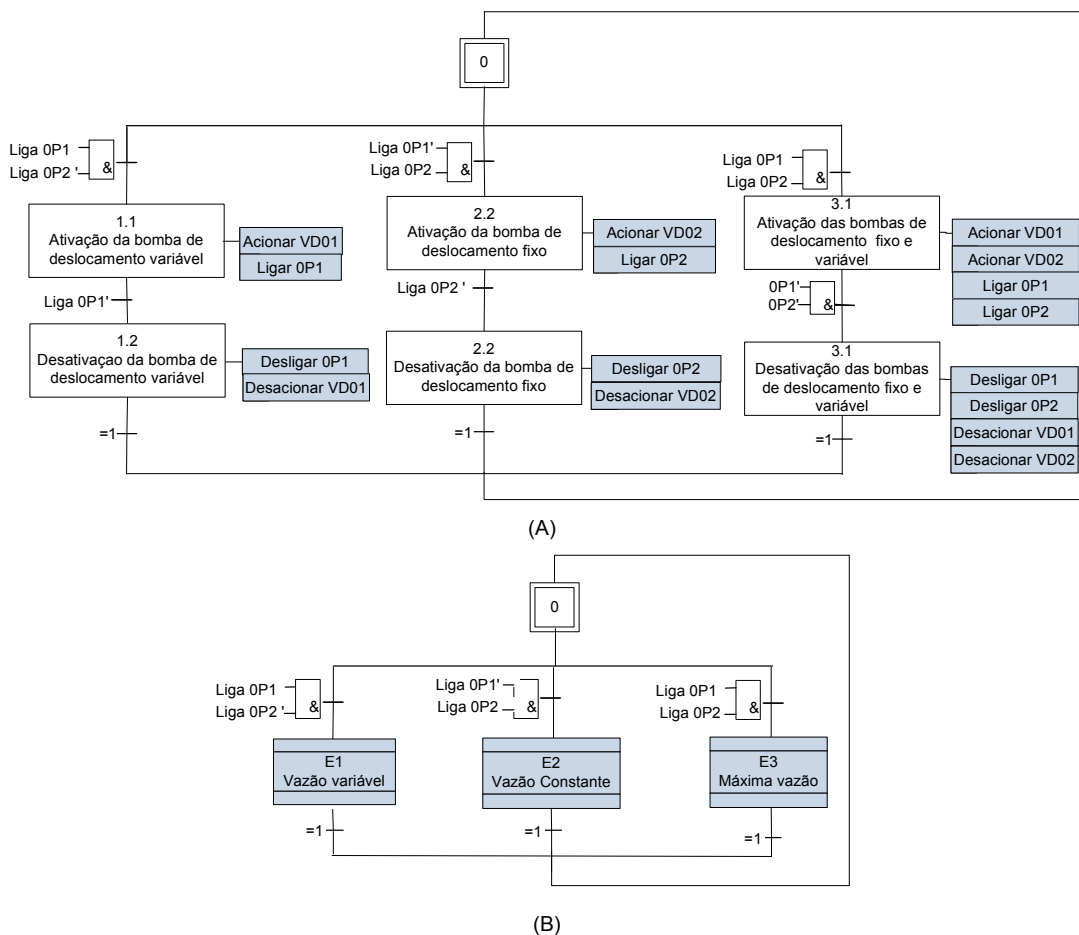 0
Liga 0P1
Liga 0P2 '
&
Liga 0P1'
Liga 0P2
&
Liga 0P1
Liga 0P2
&
1.1
Ativação da bomba de
deslocamento variável
Acionar VD01
Ligar 0P1
2.2
Ativação da bomba de
deslocamento fixo
Acionar VD02
Ligar 0P2
3.1
Ativação das bombas de
deslocamento fixo e
variável
Acionar VD01
Acionar VD02
Ligar 0P1
Ligar 0P2
Liga 0P1'
Liga 0P2 '
0P1'
0P2'
&
1.2
Desativaçao da bomba de
deslocamento variável
Desligar 0P1
Desacionar VD01
2.2
Desativação da bomba de
deslocamento fixo
Desligar 0P2
Desacionar VD02
3.1
Desativação das bombas
de deslocamento fixo e
variável
Desligar 0P1
Desligar 0P2
Desacionar VD01
Desacionar VD02
=1
=1
=1
(A)
0
Liga 0P1
Liga 0P2 '
&
Liga 0P1'
Liga 0P2
&
Liga 0P1
Liga 0P2
&
E1
Vazão variável
E2
Vazão Constante
E3
Máxima vazão
=1
=1
=1
(B)